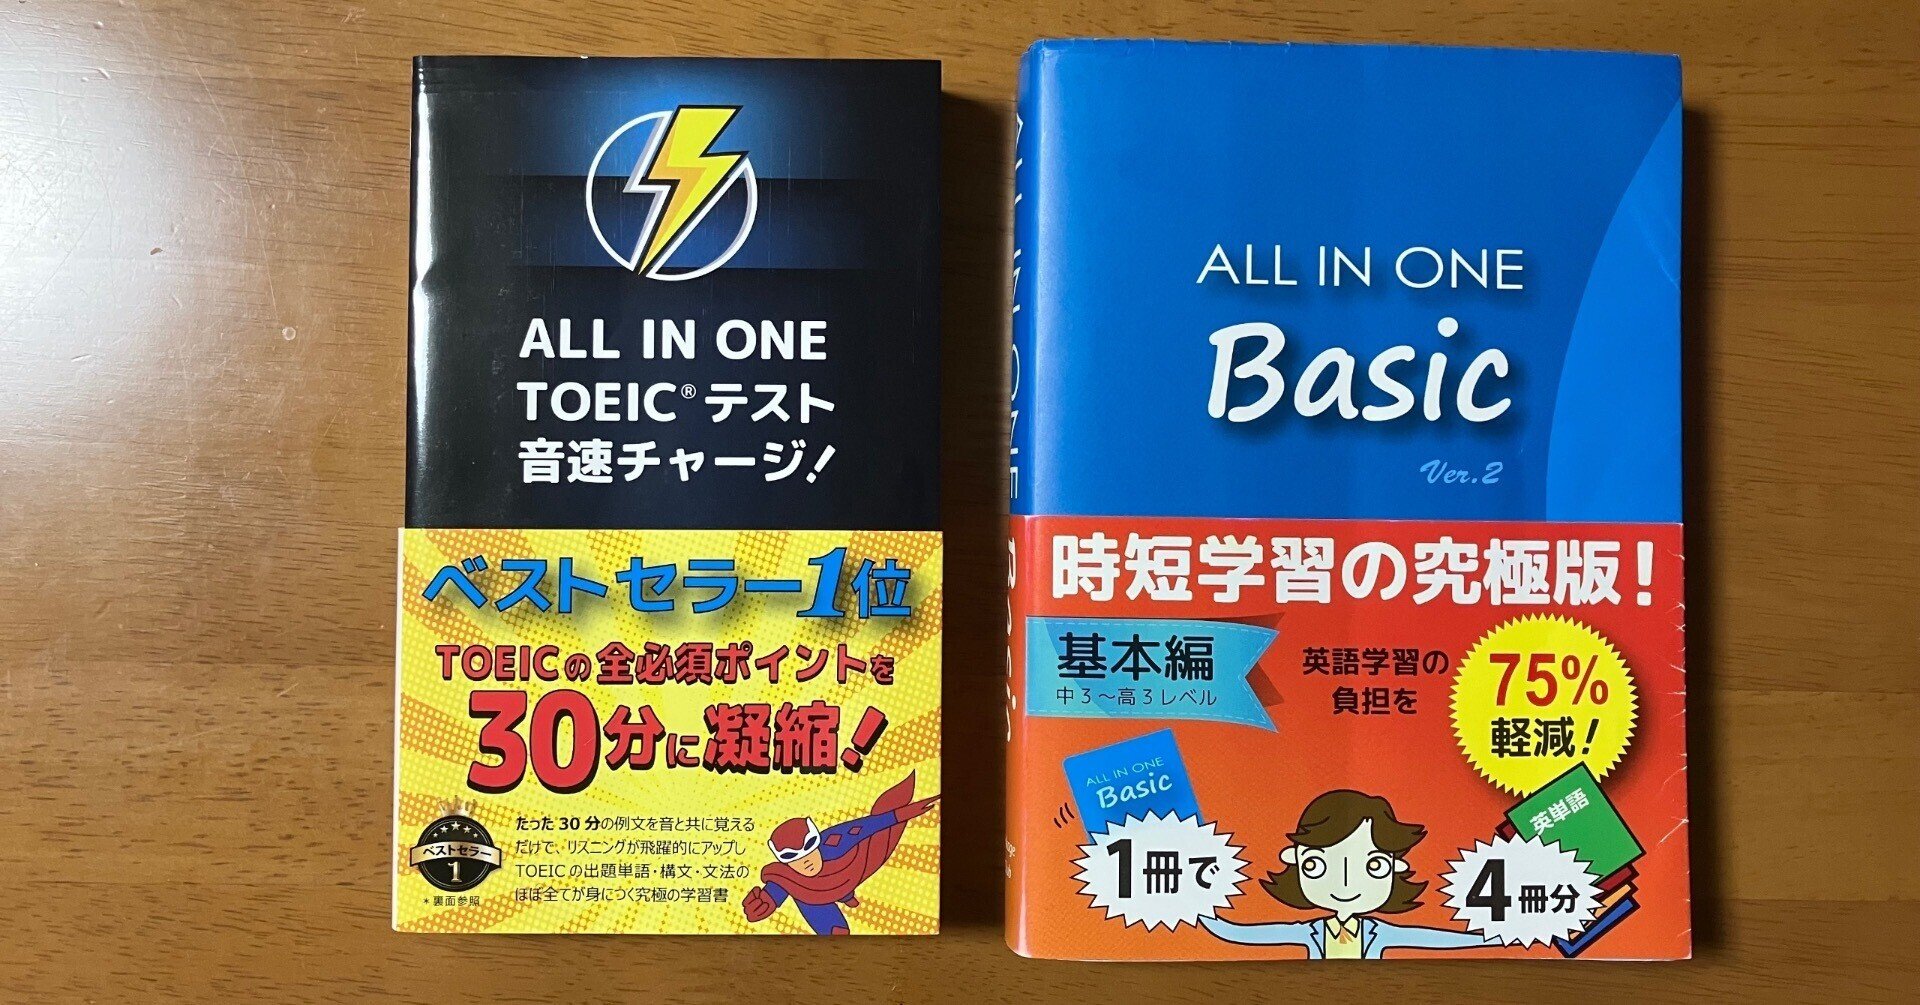 ALL IN ONE
TOEIC®テスト
音速チャージ！
ベストセラー1位
TOEICの全必須ポイントを
30分に凝縮！
たった30分の例文を音と共に覚える
だけで、リスニングが飛躍的にアップし
TOEICの出題単語・構文・文法の
ほぼ全てが身につく究極の学習書
ベストセラー
1
＊裏面参照
ALL IN ONE
Basic
Ver.2
ALL IN ONE
時短学習の究極版！
基本編
中3～高3レベル
英語学習の
負担を
75%
軽減！
ALL IN ONE
Basic
1冊で
英単語
4冊分